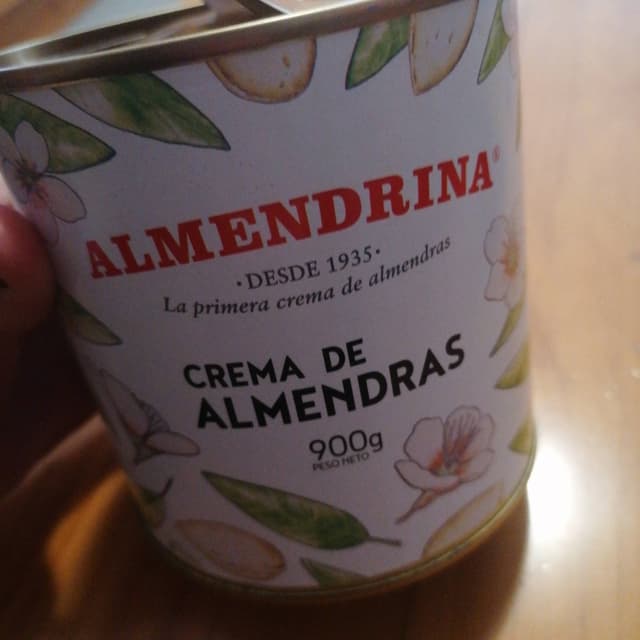 ALMENDRINA®
·DESDE 1935·
La primera crema de almendras
CREMA DE
ALMENDRAS
900g
PESO NETO